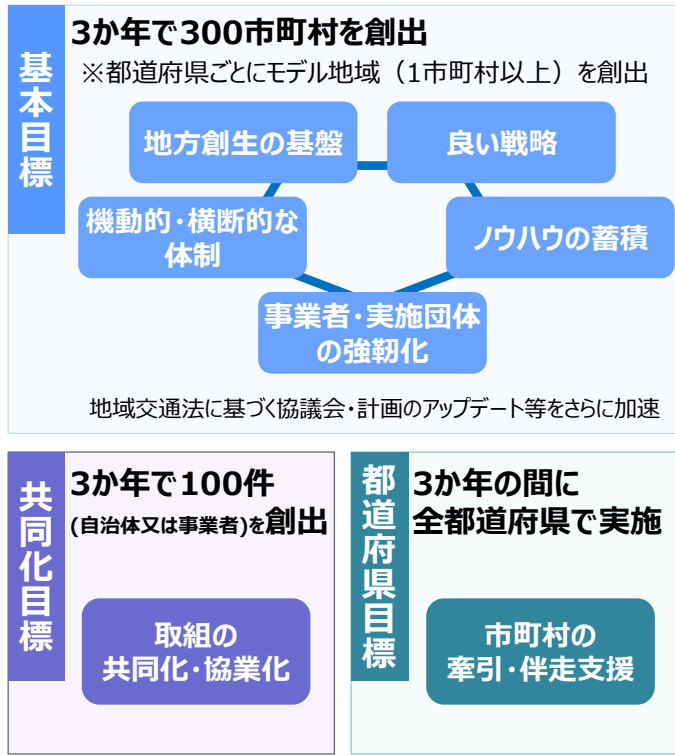 基本目標
3か年で300市町村を創出
※都道府県ごとにモデル地域（1市町村以上）を創出
地方創生の基盤
良い戦略
機動的・横断的な
体制
ノウハウの蓄積
事業者・実施団体
の強靭化
地域交通法に基づく協議会・計画のアップデート等をさらに加速
共同化目標
3か年で100件
(自治体又は事業者)を創出
取組の
共同化・協業化
都道府県目標
3か年の間に
全都道府県で実施
市町村の
牽引・伴走支援